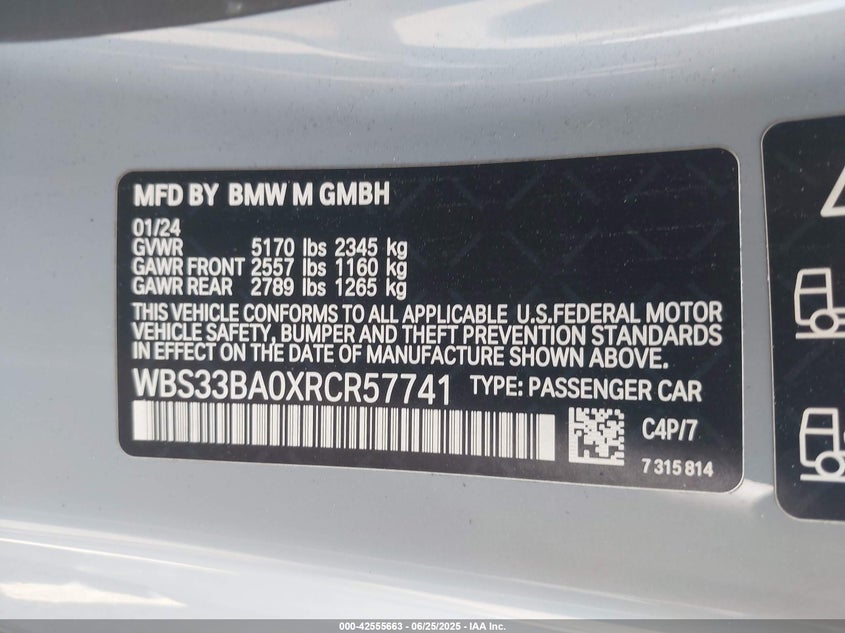 MFD BY BMW M GMBH
01/24
GVWR 5170 lbs 2345 kg
GAWR FRONT 2557 lbs 1160 kg
GAWR REAR 2789 lbs 1265 kg
THIS VEHICLE CONFORMS TO ALL APPLICABLE U.S.FEDERAL MOTOR
VEHICLE SAFETY, BUMPER AND THEFT PREVENTION STANDARDS
IN EFFECT ON THE DATE OF MANUFACTURE SHOWN ABOVE.
WBS33BA0XRCR57741 TYPE: PASSENGER CAR
C4P/7
7 315 814
000-42555663 - 06/25/2025 - IAA Inc.